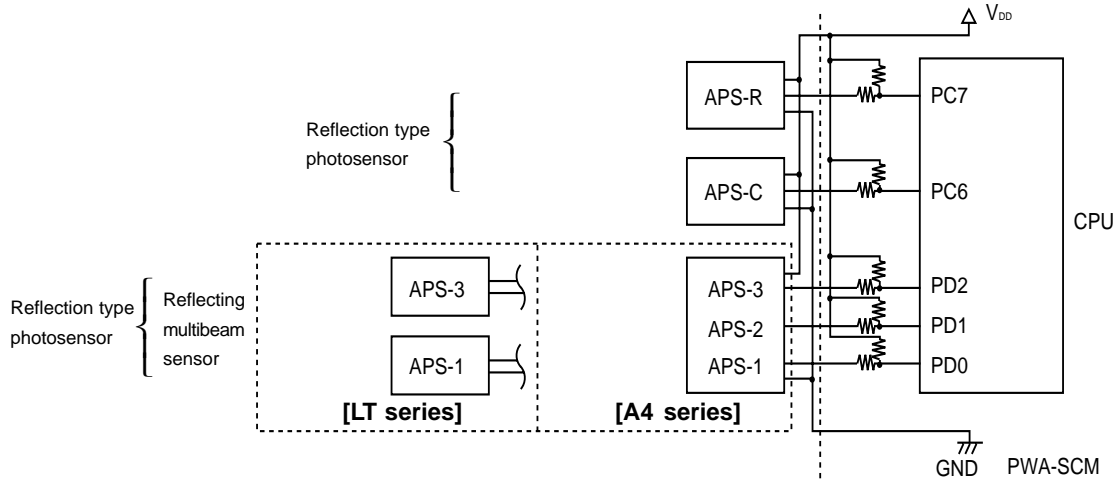 VDD
APS-R
PC7
Reflection type
photosensor
APS-C
PC6
CPU
Reflection type
photosensor
Reflecting
multibeam
sensor
APS-3
APS-1
[LT series]
APS-3
APS-2
APS-1
[A4 series]
PD2
PD1
PD0
GND
PWA-SCM